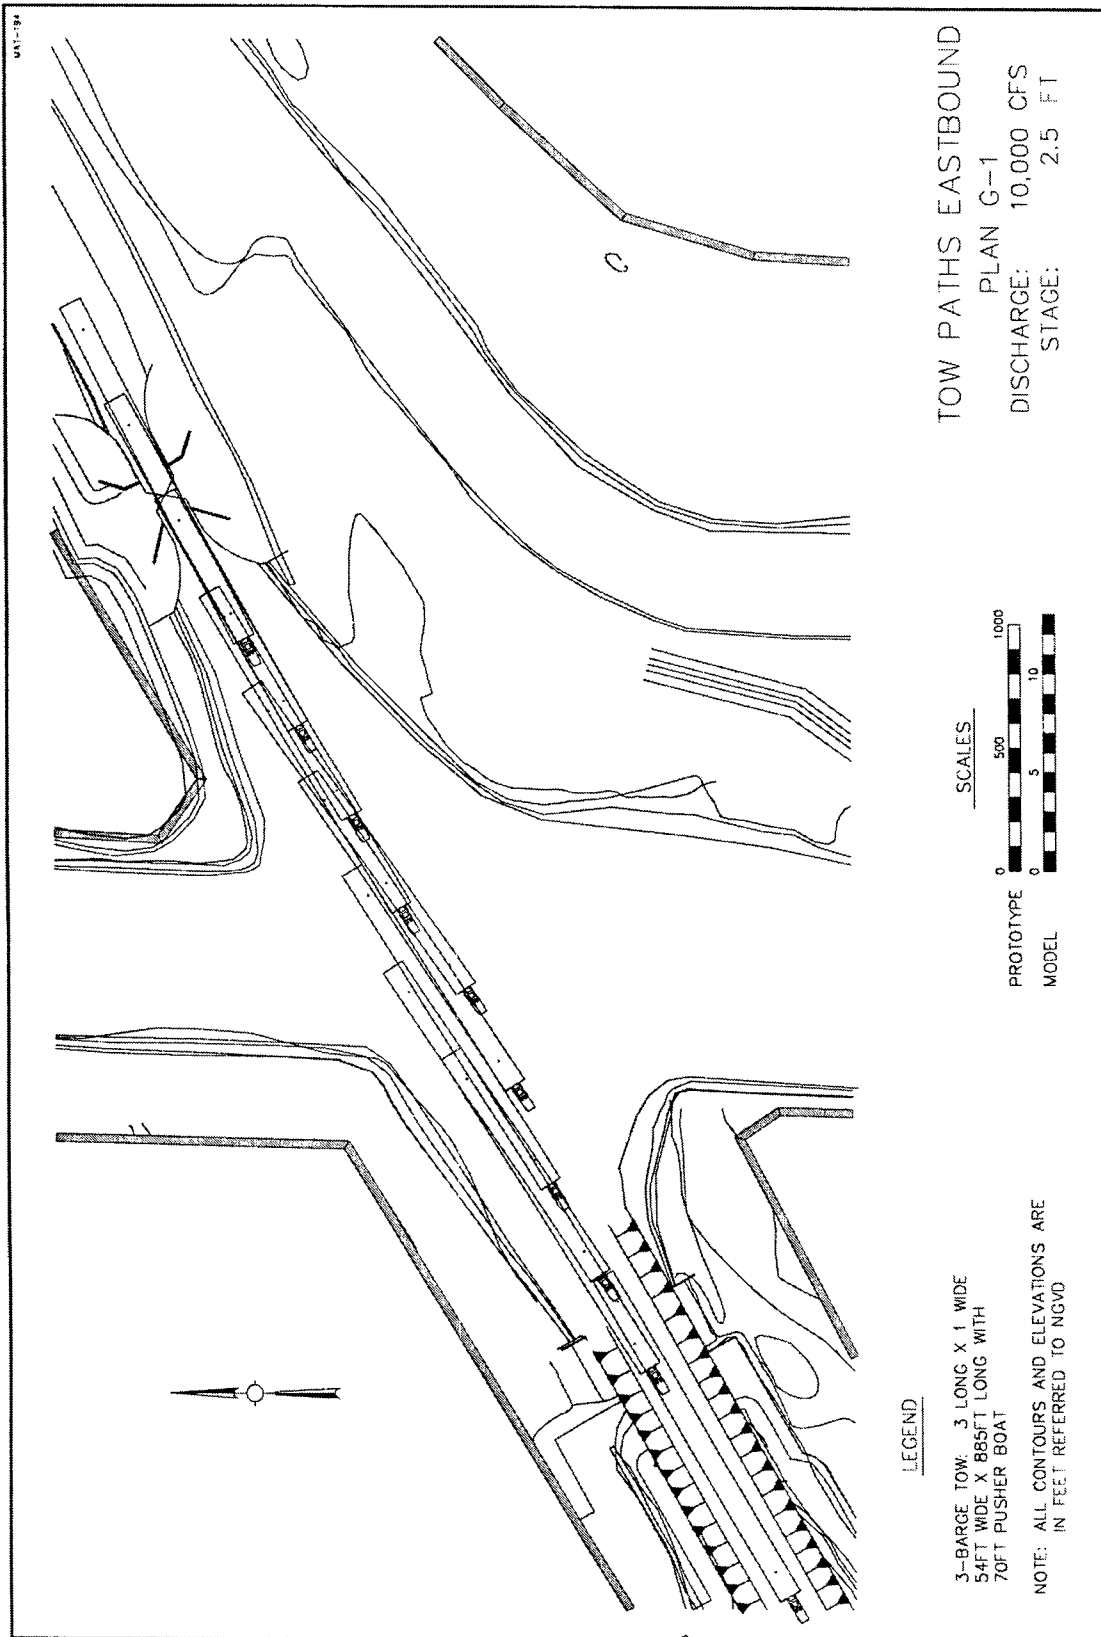 MAT-194
TOW PATHS EASTBOUND
PLAN G-1
DISCHARGE: 10,000 CFS
STAGE: 2.5 FT
SCALES
PROTOTYPE 0 500 1000
MODEL 0 5 10
LEGEND
3-BARGE TOW: 3 LONG X 1 WIDE
54FT WIDE X 885FT LONG WITH
70FT PUSHER BOAT
NOTE: ALL CONTOURS AND ELEVATIONS ARE
IN FEET REFERRED TO NGVD